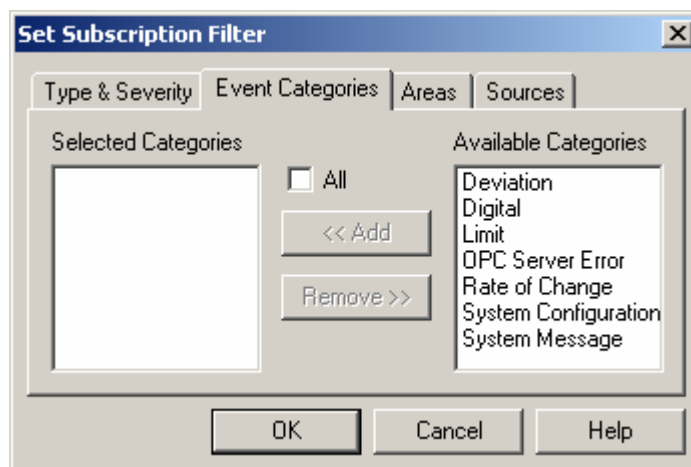 Set Subscription Filter
Type & Severity Event Categories Areas Sources
Selected Categories
All
<< Add
Remove >>
Available Categories
Deviation
Digital
Limit
OPC Server Error
Rate of Change
System Configuration
System Message
OK Cancel Help